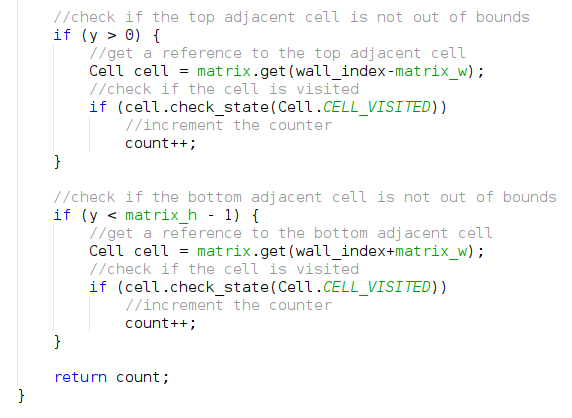 //check if the top adjacent cell is not out of bounds
if (y > 0) {
//get a reference to the top adjacent cell
Cell cell = matrix.get(wall_index-matrix_w);
//check if the cell is visited
if (cell.check_state(Cell.CELL_VISITED))
//increment the counter
count++;
}
//check if the bottom adjacent cell is not out of bounds
if (y < matrix_h - 1) {
//get a reference to the bottom adjacent cell
Cell cell = matrix.get(wall_index+matrix_w);
//check if the cell is visited
if (cell.check_state(Cell.CELL_VISITED))
//increment the counter
count++;
}
return count;
}